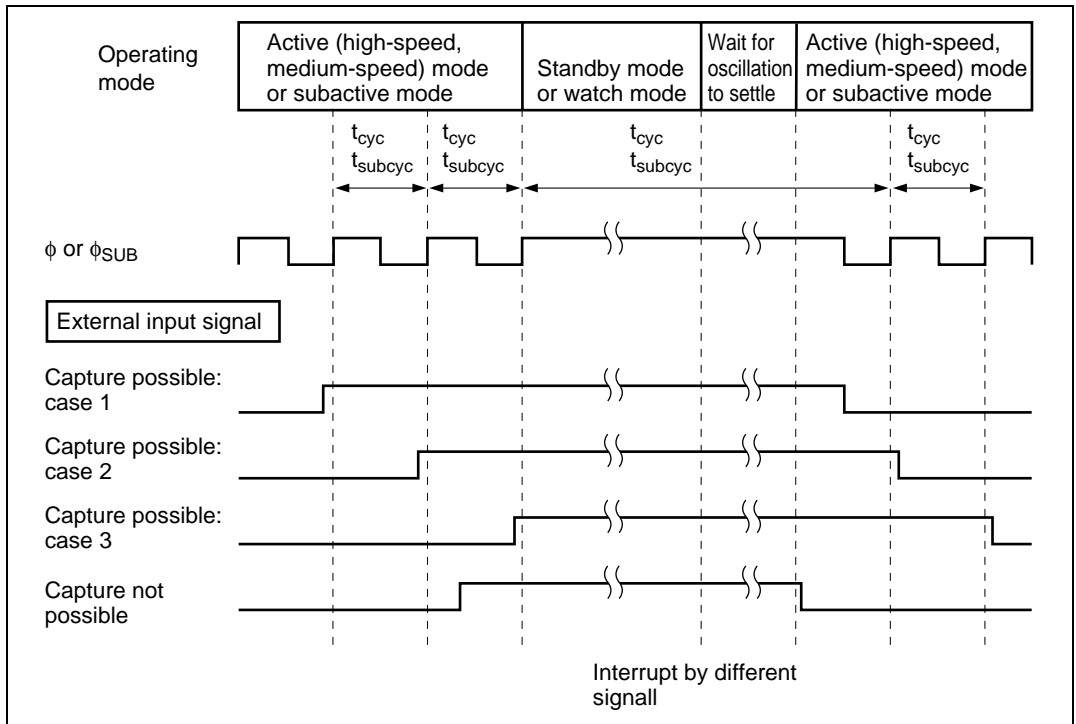 Operating
mode
Active (high-speed,
medium-speed) mode
or subactive mode
Standby mode
or watch mode
Wait for
oscillation
to settle
Active (high-speed,
medium-speed) mode
or subactive mode
tcyc
tsubcyc
tcyc
tsubcyc
tcyc
tsubcyc
tcyc
tsubcyc
φ or φSUB
External input signal
Capture possible:
case 1
Capture possible:
case 2
Capture possible:
case 3
Capture not
possible
Interrupt by different
signall